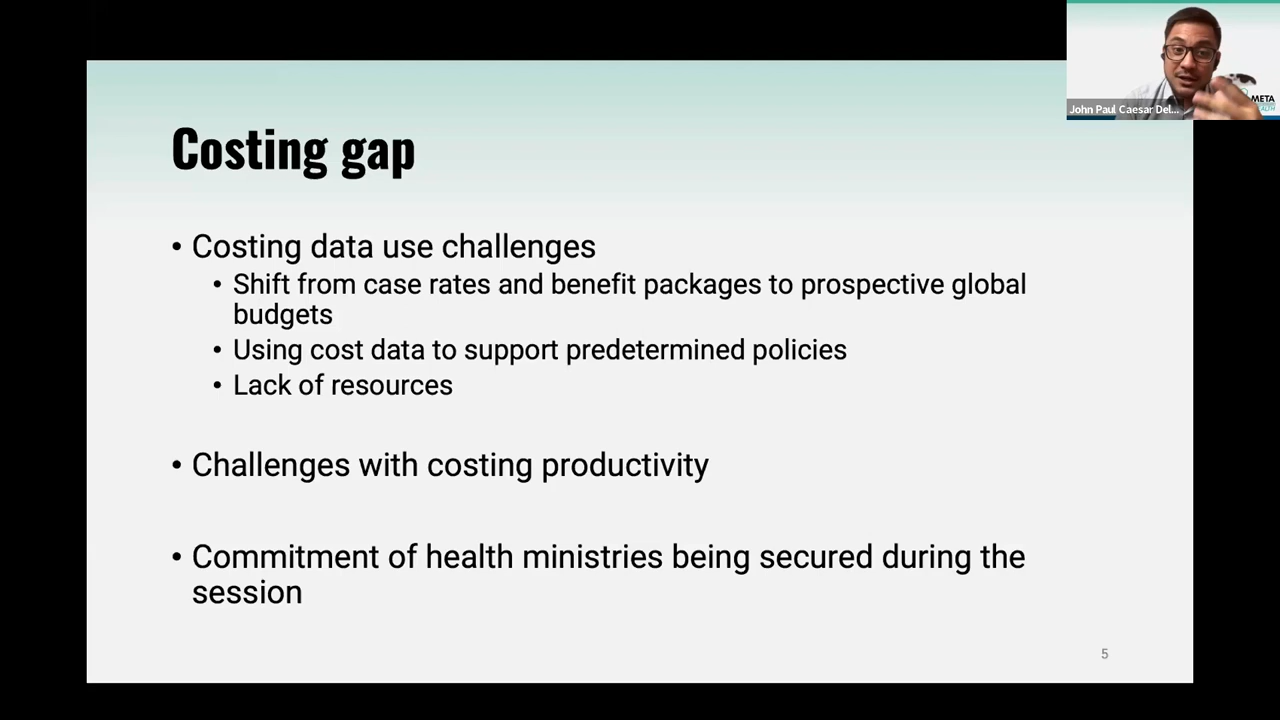 Costing gap
• Costing data use challenges
• Shift from case rates and benefit packages to prospective global
budgets
• Using cost data to support predetermined policies
• Lack of resources
• Challenges with costing productivity
• Commitment of health ministries being secured during the
session
5
John Paul Caesar Del...
META